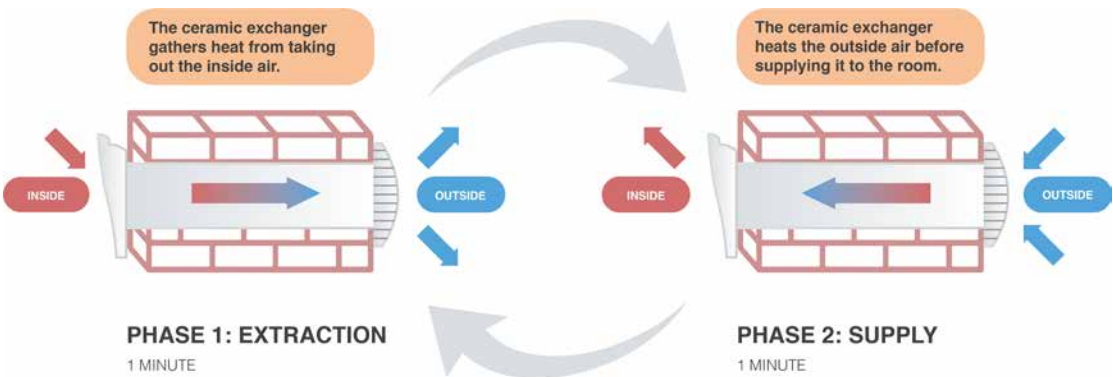 The ceramic exchanger
gathers heat from taking
out the inside air.
The ceramic exchanger
heats the outside air before
supplying it to the room.
INSIDE
OUTSIDE
INSIDE
OUTSIDE
PHASE 1: EXTRACTION
1 MINUTE
PHASE 2: SUPPLY
1 MINUTE